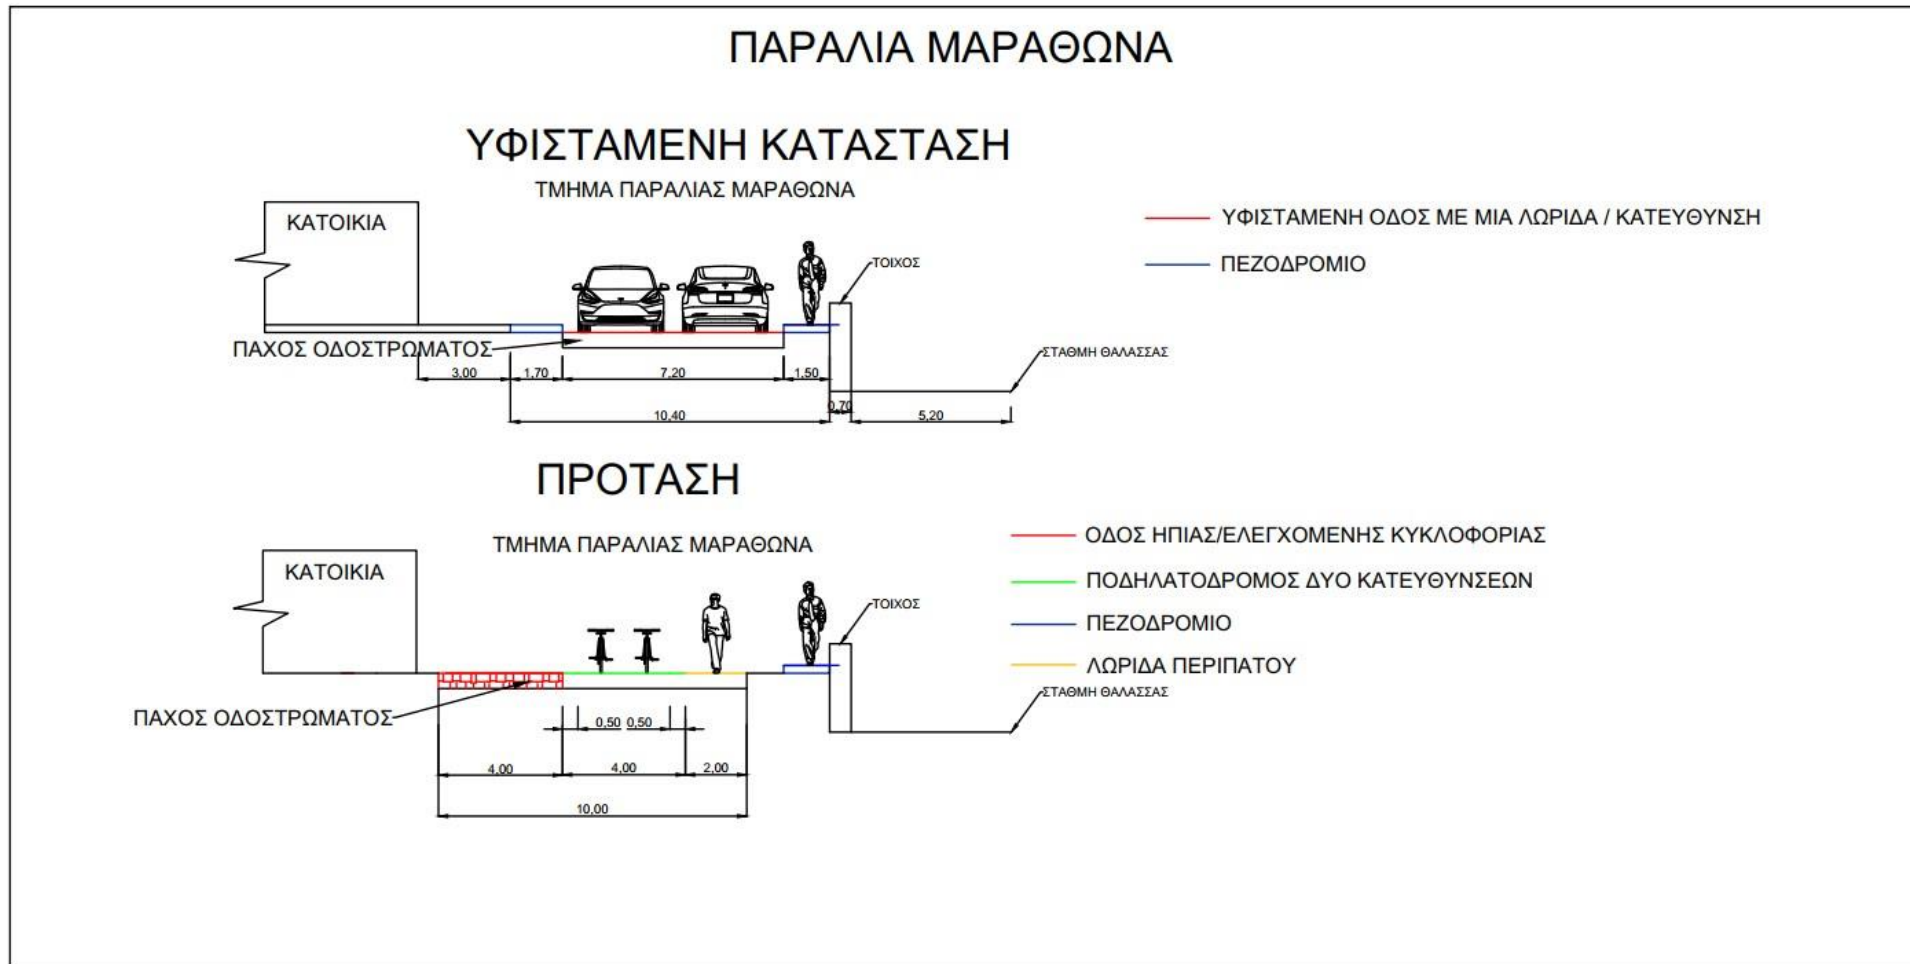 ΠΑΡΑΛΙΑ ΜΑΡΑΘΩΝΑ
ΥΦΙΣΤΑΜΕΝΗ ΚΑΤΑΣΤΑΣΗ
ΤΜΗΜΑ ΠΑΡΑΛΙΑΣ ΜΑΡΑΘΩΝΑ
ΚΑΤΟΙΚΙΑ
ΥΦΙΣΤΑΜΕΝΗ ΟΔΟΣ ΜΕ ΜΙΑ ΛΩΡΙΔΑ / ΚΑΤΕΥΘΥΝΣΗ
ΠΕΖΟΔΡΟΜΙΟ
ΤΟΙΧΟΣ
ΠΑΧΟΣ ΟΔΟΣΤΡΩΜΑΤΟΣ
ΣΤΑΘΜΗ ΘΑΛΑΣΣΑΣ
3,00 1,70 7,20 1,50
10,40 0,70 5,20
ΠΡΟΤΑΣΗ
ΤΜΗΜΑ ΠΑΡΑΛΙΑΣ ΜΑΡΑΘΩΝΑ
ΚΑΤΟΙΚΙΑ
ΟΔΟΣ ΗΠΙΑΣ/ΕΛΕΓΧΟΜΕΝΗΣ ΚΥΚΛΟΦΟΡΙΑΣ
ΠΟΔΗΛΑΤΟΔΡΟΜΟΣ ΔΥΟ ΚΑΤΕΥΘΥΝΣΕΩΝ
ΠΕΖΟΔΡΟΜΙΟ
ΛΩΡΙΔΑ ΠΕΡΙΠΑΤΟΥ
ΤΟΙΧΟΣ
ΣΤΑΘΜΗ ΘΑΛΑΣΣΑΣ
ΠΑΧΟΣ ΟΔΟΣΤΡΩΜΑΤΟΣ
0,50 0,50
4,00 4,00 2,00
10,00